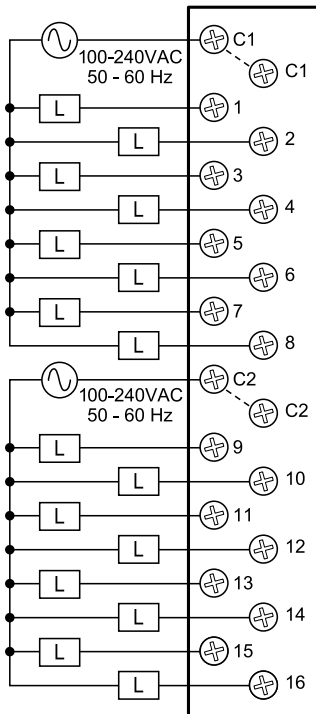 C1
100-240VAC
50 - 60 Hz
C1
L 1
L 2
L 3
L 4
L 5
L 6
L 7
L 8
C2
100-240VAC
50 - 60 Hz
C2
L 9
L 10
L 11
L 12
L 13
L 14
L 15
L 16